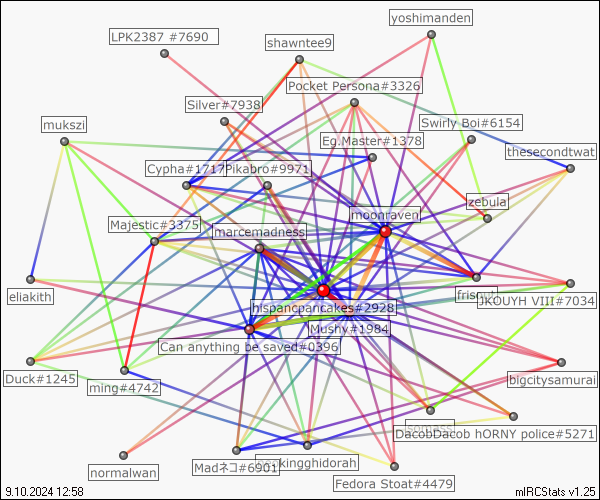 yoshimanden
LPK2387 #7690
shawntee9
Pocket Persona#3326
Silver#7938
Swirly Boi#6154
mukszi
Eg.Master#1378
thesecondtwat
Cypha#1717
Pikabro#9971
zebula
moonraven
Majestic#3375
marcemadness
eliakith
hispancpancakes#2928
JKOUYH VIII#7034
Mushy#1984
Can anything be saved#0396
Duck#1245
ming#4742
bigcitysamurai
DacobDacob hORNY police#5271
normalwan
Madネコ#6901
Fedora Stoat#4479
9.10.2024 12:58
mIRCStats v1.25